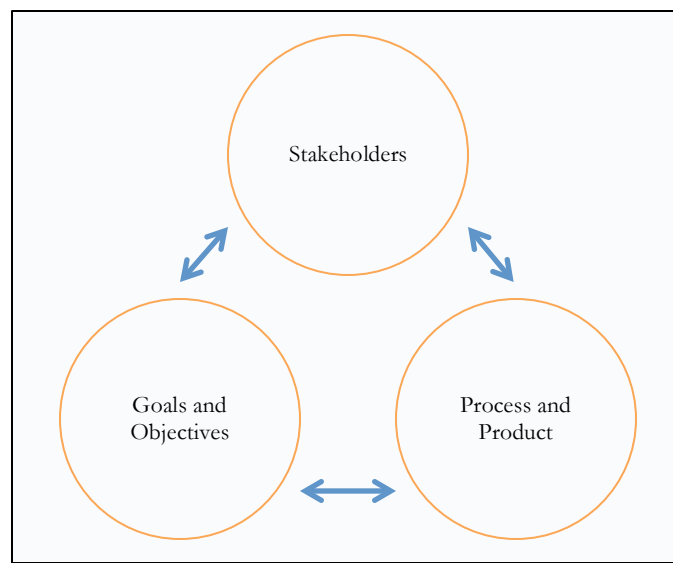 Stakeholders
Goals and
Objectives
Process and
Product